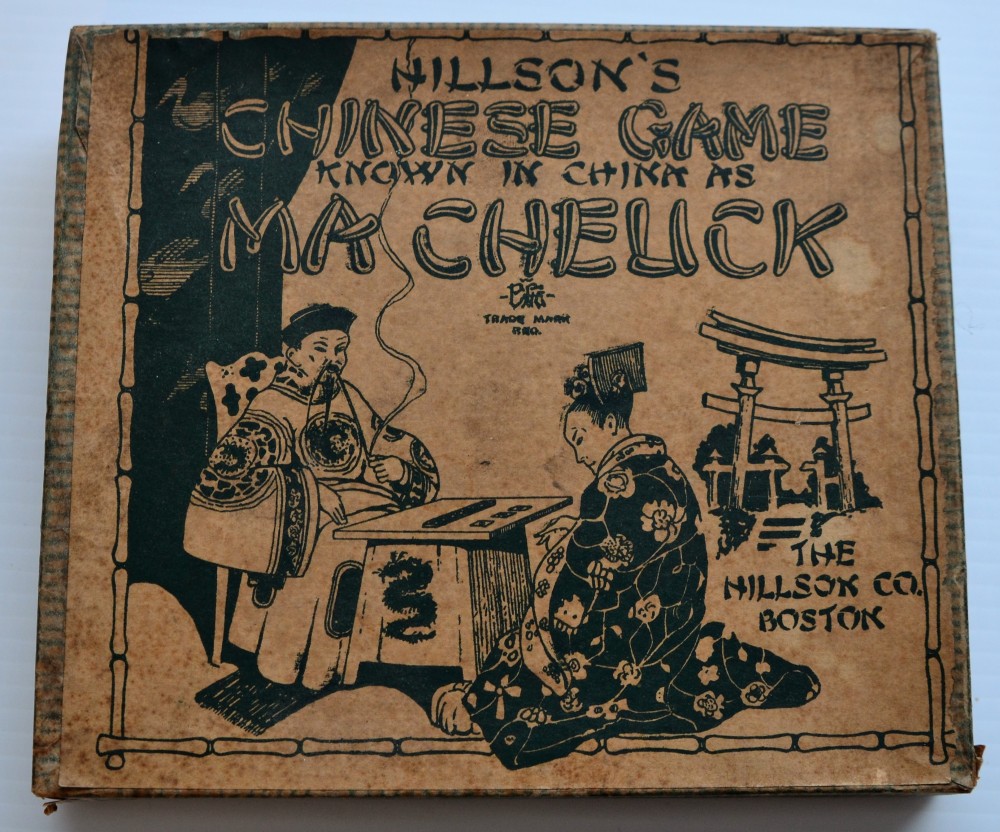 HILLSON'S
CHINESE GAME
KNOWN IN CHINA AS
MA CHEUCK
TRADE MARK
REG.
THE
HILLSON CO.
BOSTON